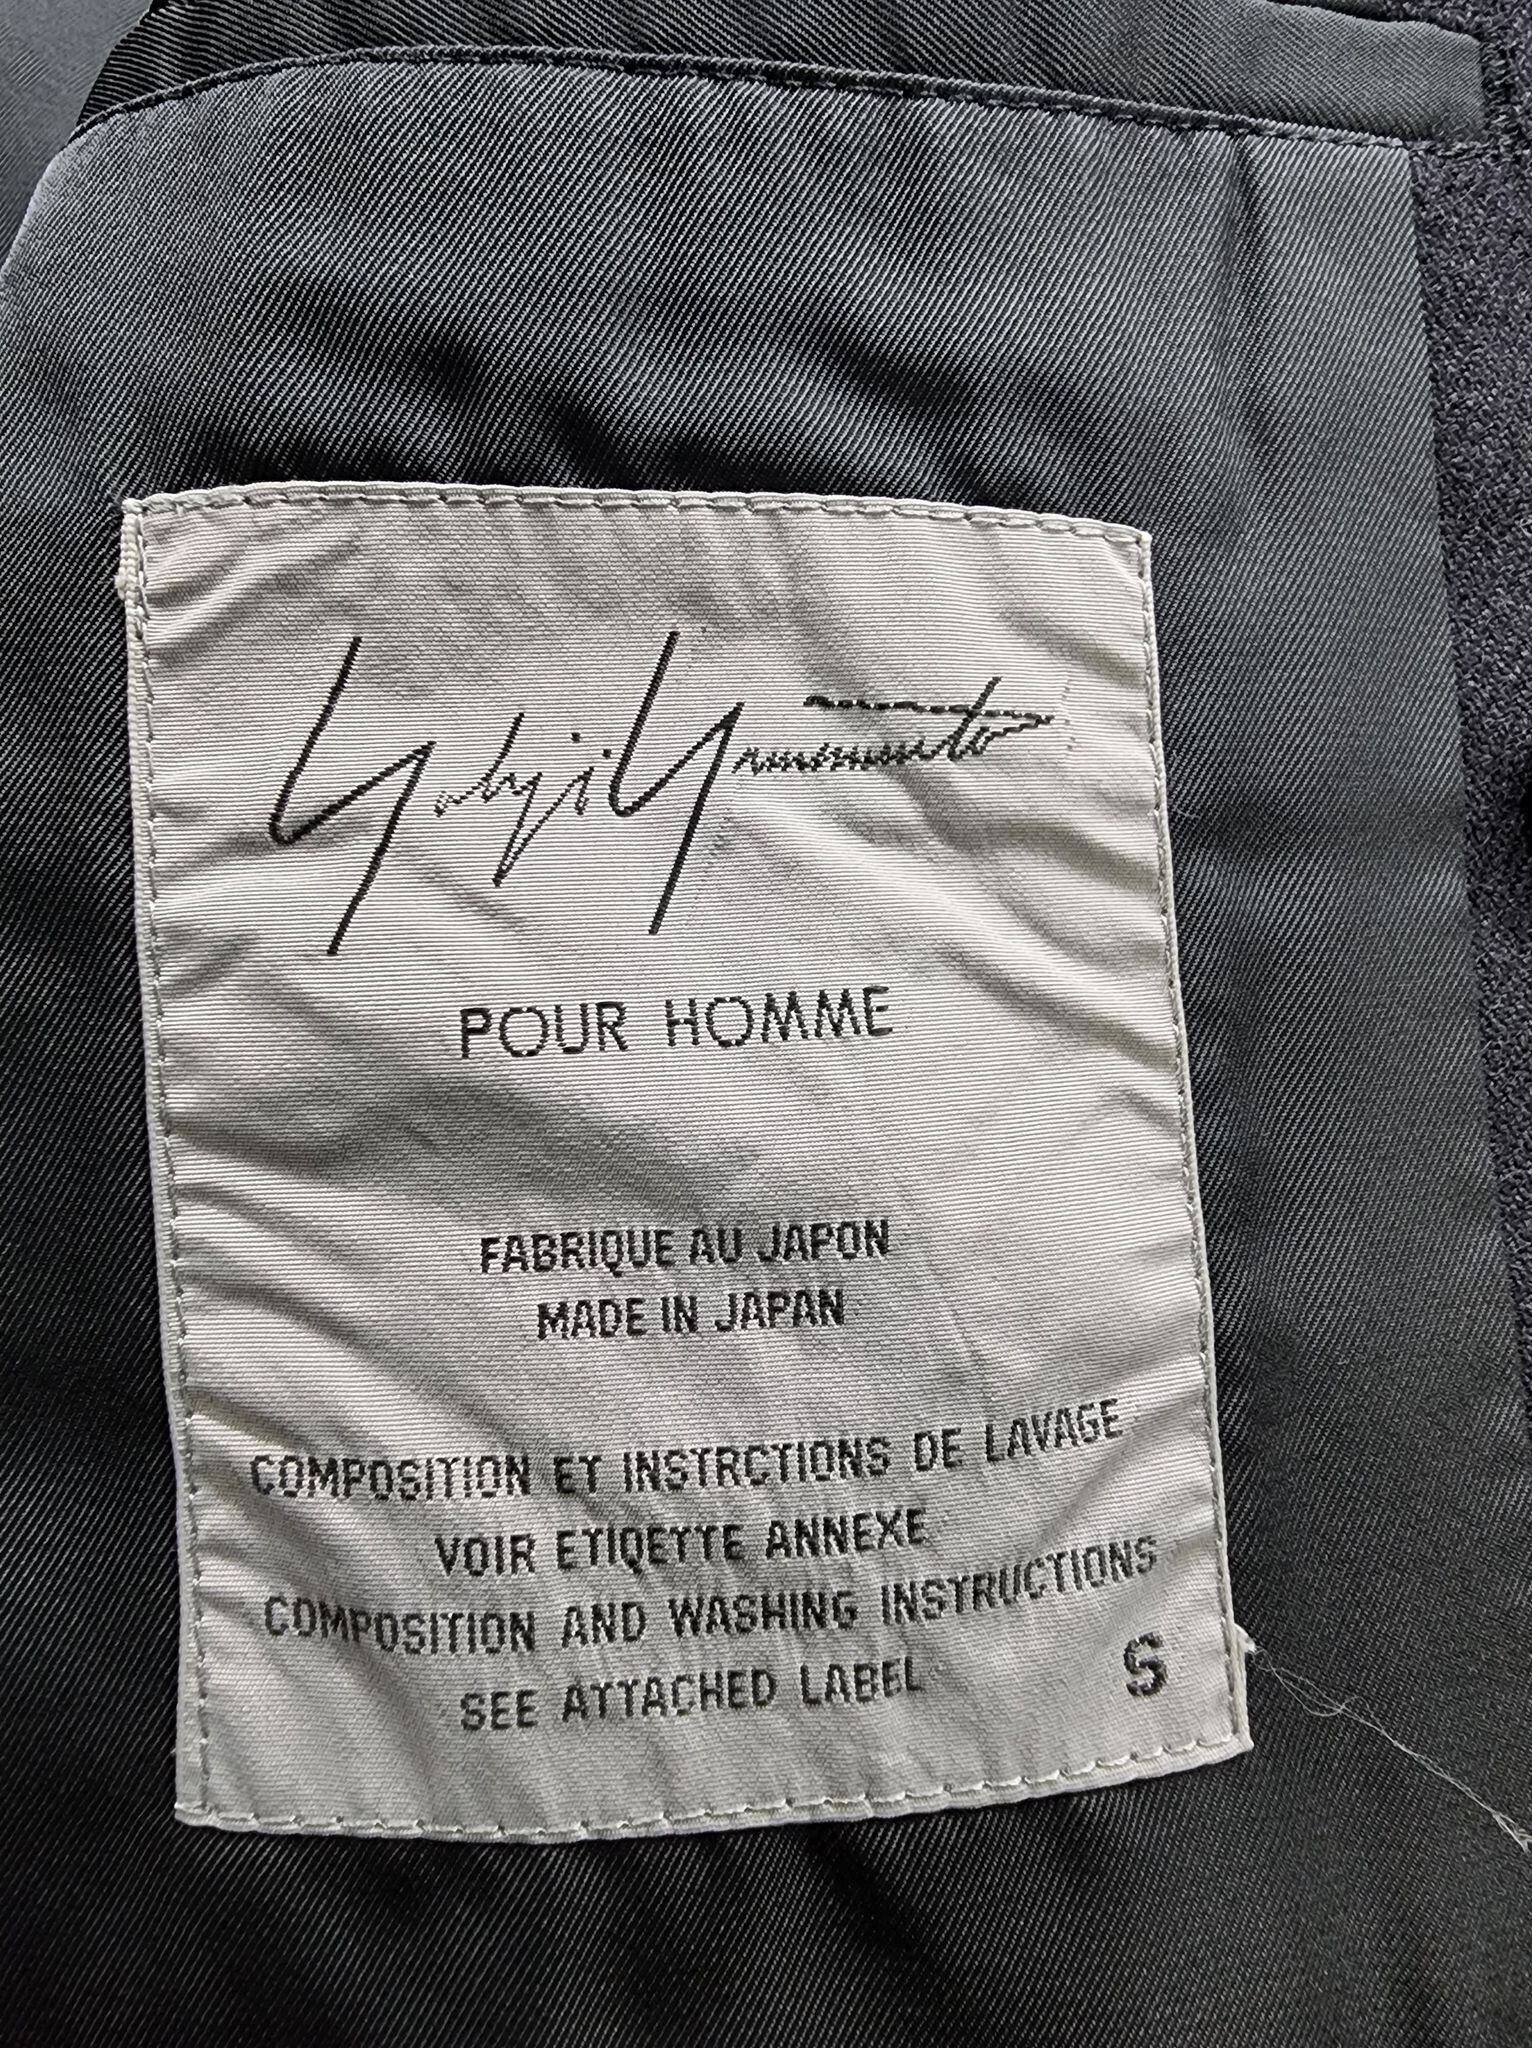 Yohji Yamamoto
POUR HOMME
FABRIQUE AU JAPON
MADE IN JAPAN
COMPOSITION ET INSTRCTIONS DE LAVAGE
VOIR ETIQETTE ANNEXE
COMPOSITION AND WASHING INSTRUCTIONS
SEE ATTACHED LABEL
S